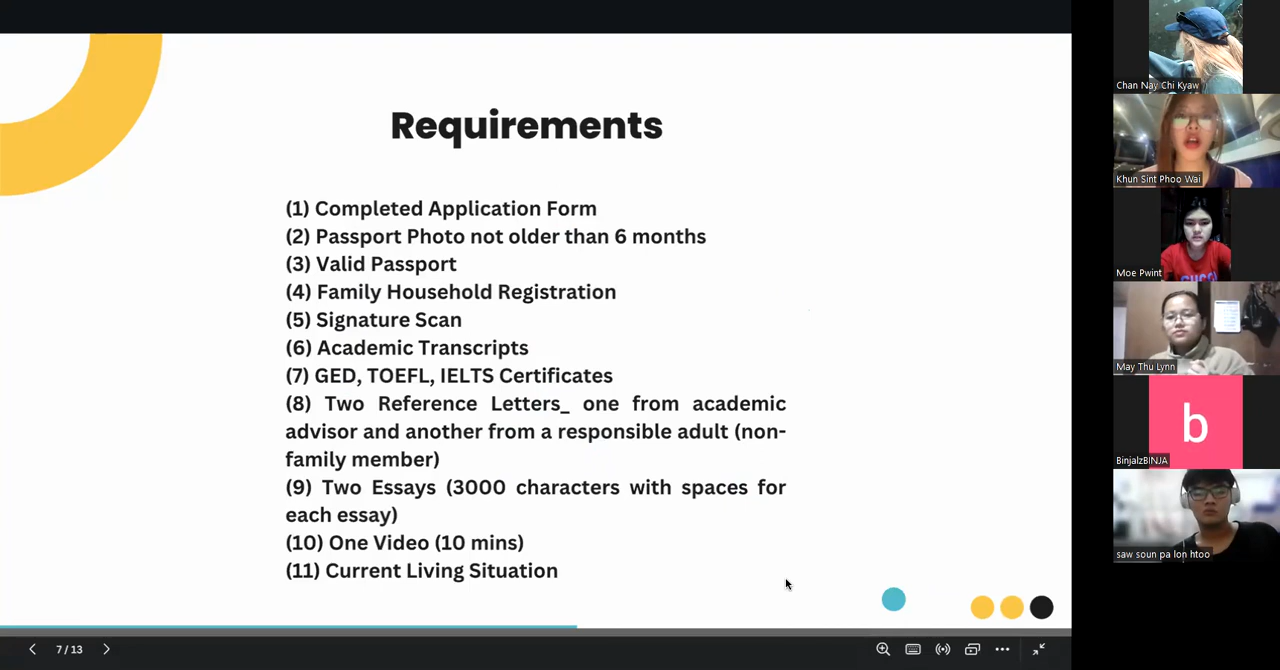 Requirements
(1) Completed Application Form
(2) Passport Photo not older than 6 months
(3) Valid Passport
(4) Family Household Registration
(5) Signature Scan
(6) Academic Transcripts
(7) GED, TOEFL, IELTS Certificates
(8) Two Reference Letters_ one from academic
advisor and another from a responsible adult (non-
family member)
(9) Two Essays (3000 characters with spaces for
each essay)
(10) One Video (10 mins)
(11) Current Living Situation
7 / 13
Chan Nay Chi Kyaw
Khun Sint Phoo Wai
Moe Pwint
GUCCI
May Thu Lynn
b
BinjalzBINJA
saw soun pa lon htoo